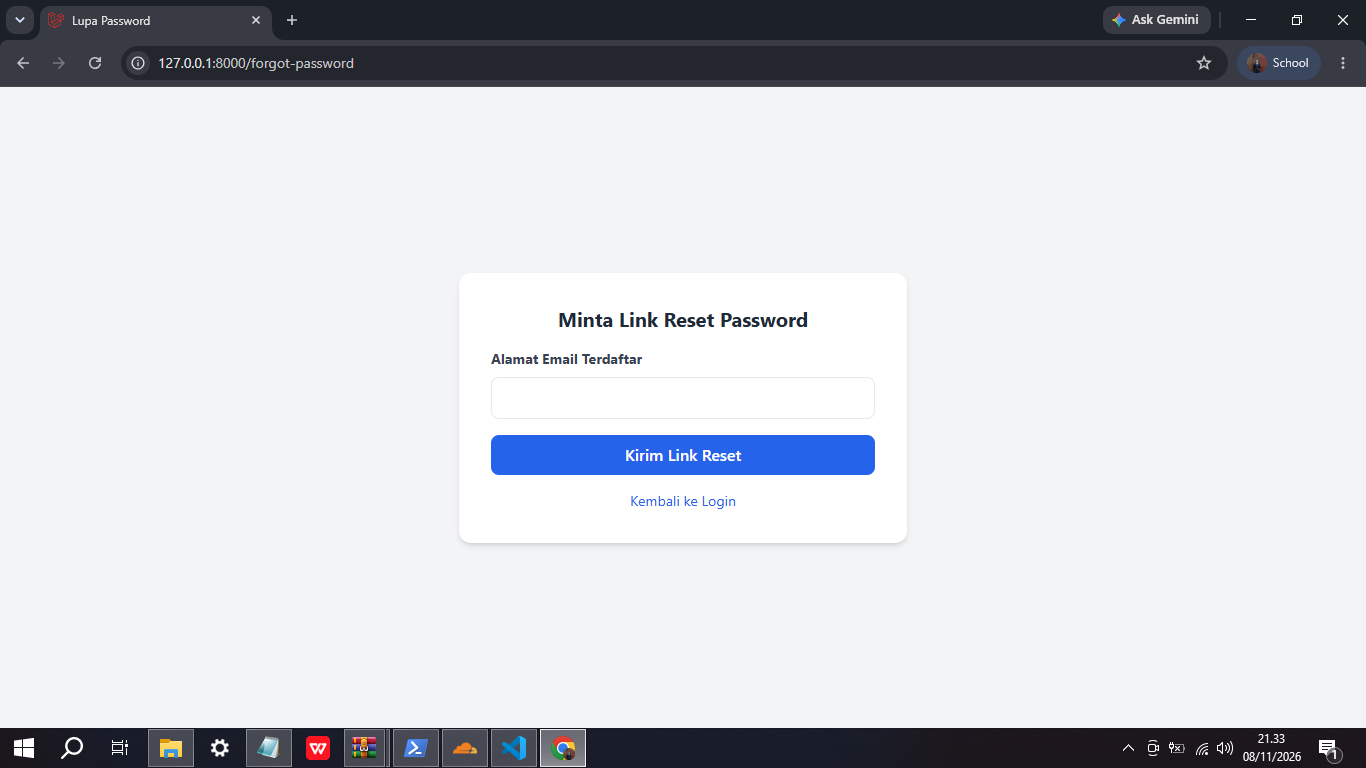 Lupa Password
Ask Gemini
127.0.0.1:8000/forgot-password
School
Minta Link Reset Password
Alamat Email Terdaftar
Kirim Link Reset
Kembali ke Login
21.33
08/11/2026
1